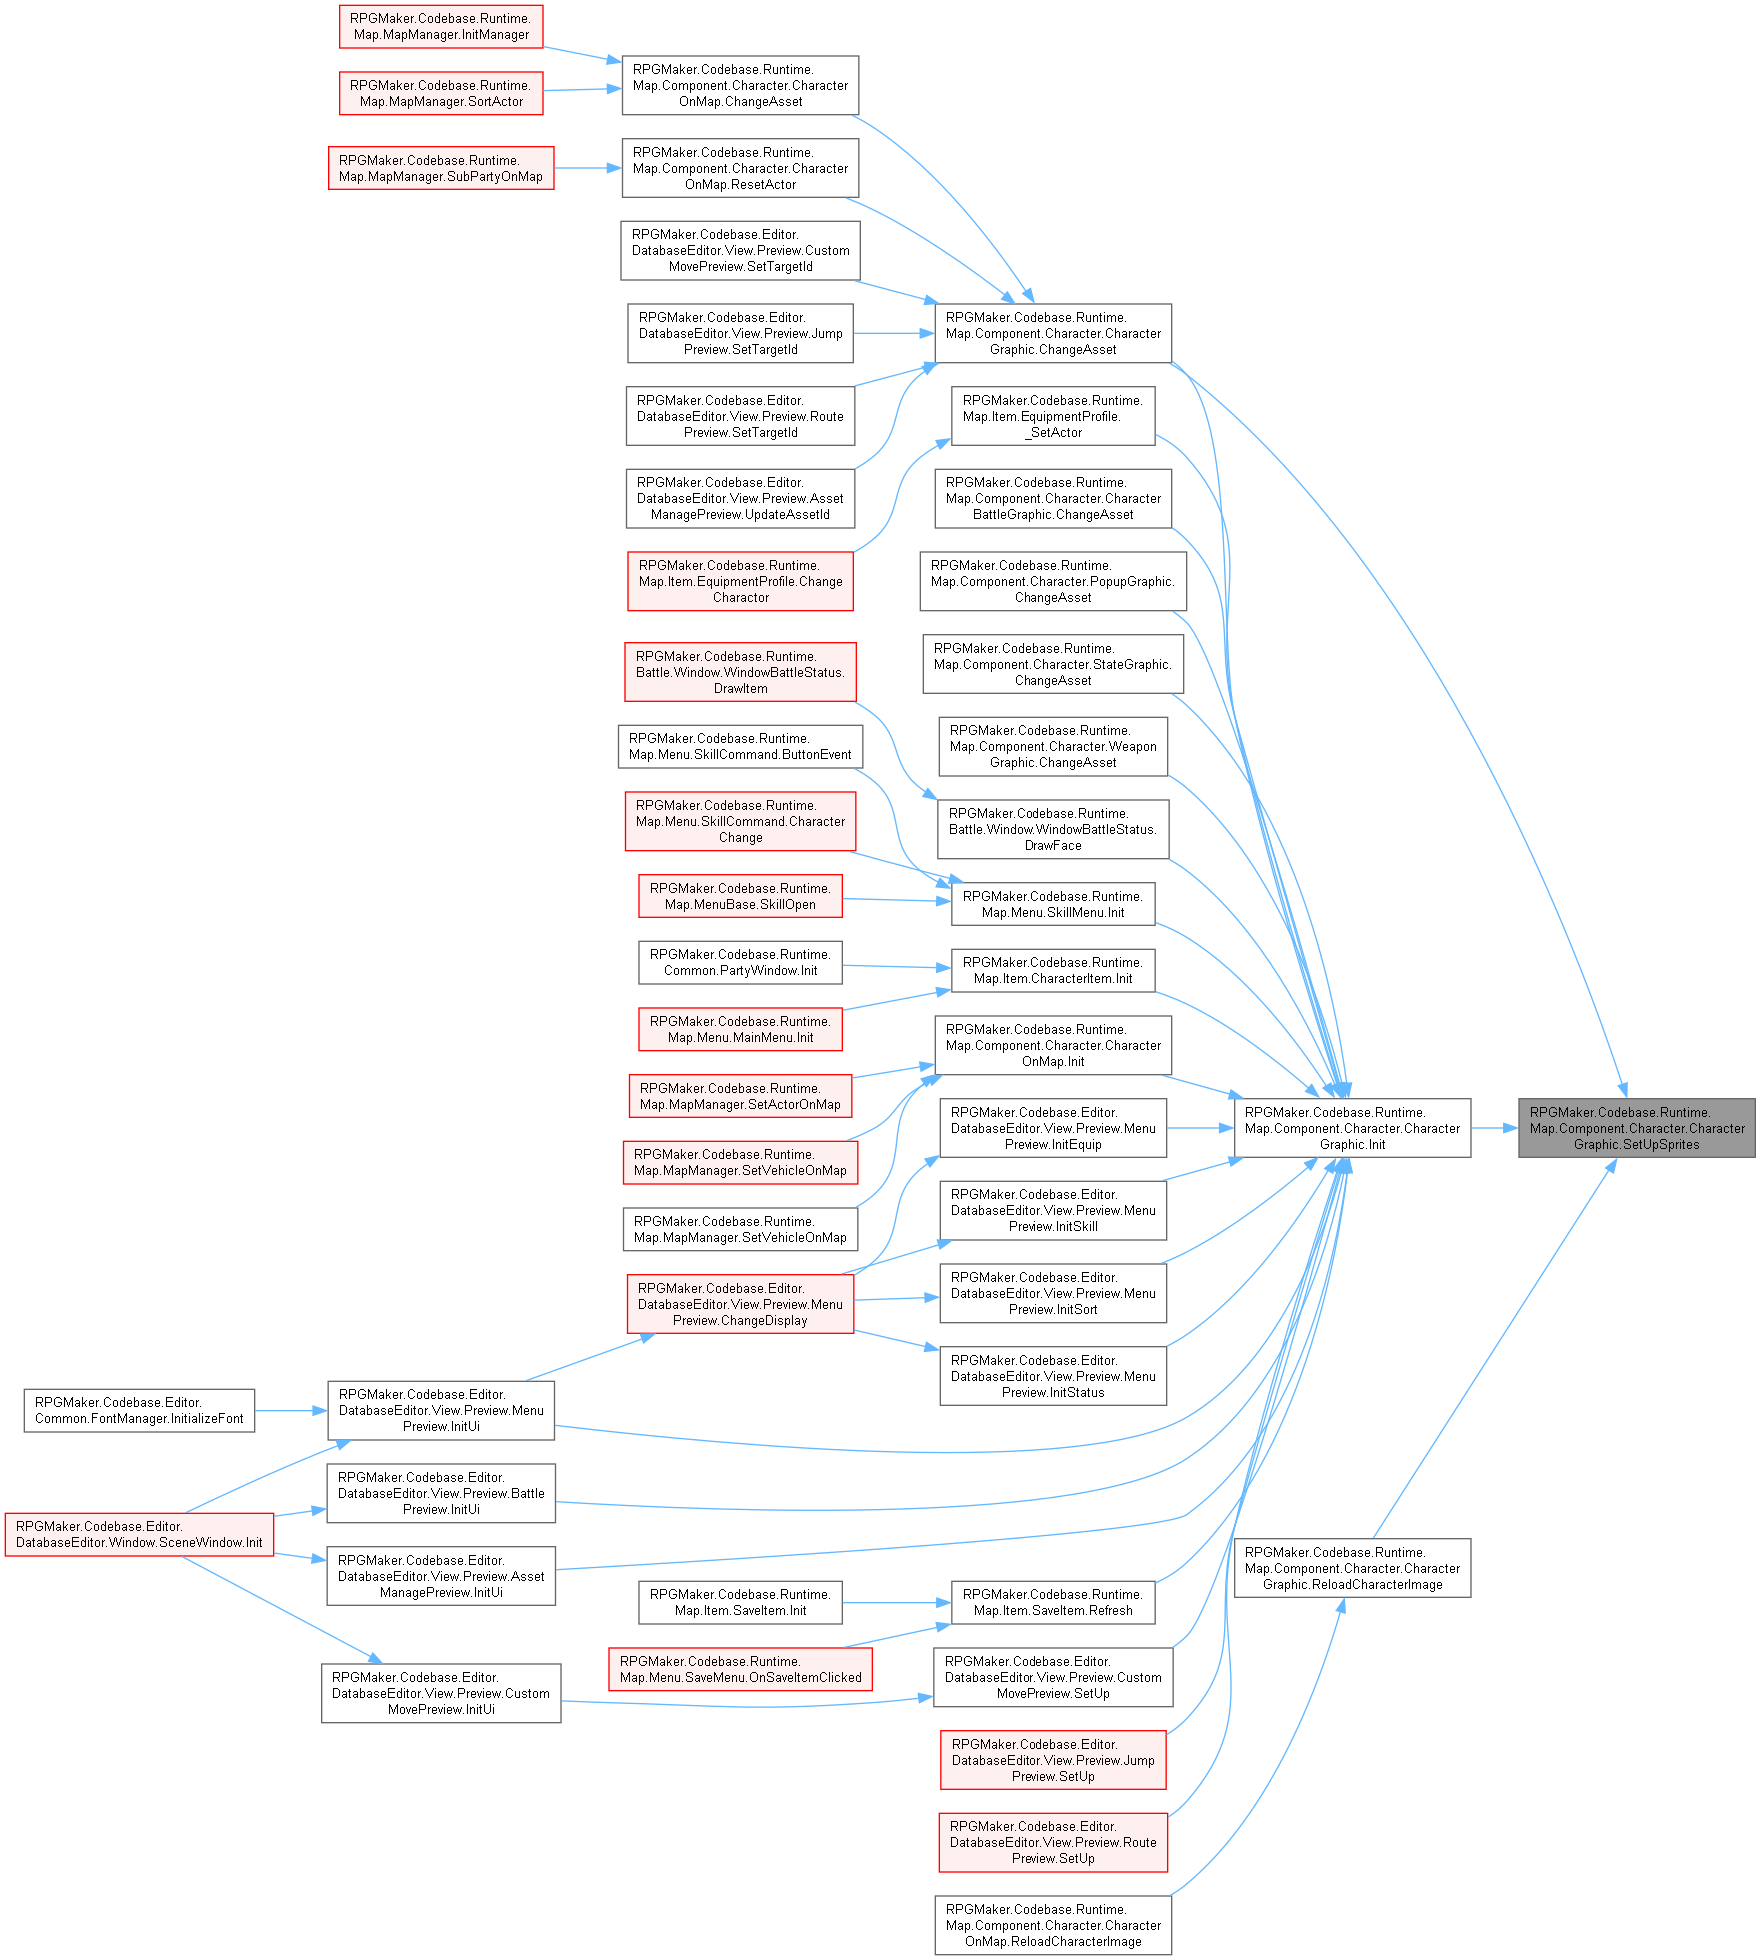 RPGMaker.Codebase.Runtime.
Map.MapManager.InitManager
RPGMaker.Codebase.Runtime.
Map.MapManager.SortActor
RPGMaker.Codebase.Runtime.
Map.MapManager.SubPartyOnMap
RPGMaker.Codebase.Runtime.
Map.Component.Character.Character
OnMap.ChangeAsset
RPGMaker.Codebase.Runtime.
Map.Component.Character.Character
OnMap.ResetActor
RPGMaker.Codebase.Editor.
DatabaseEditor.View.Preview.Custom
MovePreview.SetTargetId
RPGMaker.Codebase.Editor.
DatabaseEditor.View.Preview.Jump
Preview.SetTargetId
RPGMaker.Codebase.Editor.
DatabaseEditor.View.Preview.Route
Preview.SetTargetId
RPGMaker.Codebase.Editor.
DatabaseEditor.View.Preview.Asset
ManagePreview.UpdateAssetId
RPGMaker.Codebase.Runtime.
Map.Item.EquipmentProfile.Change
Charactor
RPGMaker.Codebase.Runtime.
Battle.Window.WindowBattleStatus.
DrawItem
RPGMaker.Codebase.Runtime.
Map.Menu.SkillCommand.ButtonEvent
RPGMaker.Codebase.Runtime.
Map.Menu.SkillCommand.Character
Change
RPGMaker.Codebase.Runtime.
Map.MenuBase.SkillOpen
RPGMaker.Codebase.Runtime.
Common.PartyWindow.Init
RPGMaker.Codebase.Runtime.
Map.Menu.MainMenu.Init
RPGMaker.Codebase.Runtime.
Map.MapManager.SetActorOnMap
RPGMaker.Codebase.Runtime.
Map.MapManager.SetVehicleOnMap
RPGMaker.Codebase.Runtime.
Map.MapManager.SetVehicleOnMap
RPGMaker.Codebase.Editor.
DatabaseEditor.View.Preview.Menu
Preview.ChangeDisplay
RPGMaker.Codebase.Editor.
Common.FontManager.InitializeFont
RPGMaker.Codebase.Editor.
DatabaseEditor.View.Preview.Menu
Preview.InitUi
RPGMaker.Codebase.Editor.
DatabaseEditor.View.Preview.Battle
Preview.InitUi
RPGMaker.Codebase.Editor.
DatabaseEditor.Window.SceneWindow.Init
RPGMaker.Codebase.Editor.
DatabaseEditor.View.Preview.Asset
ManagePreview.InitUi
RPGMaker.Codebase.Editor.
DatabaseEditor.View.Preview.Custom
MovePreview.InitUi
RPGMaker.Codebase.Runtime.
Map.Item.SaveItem.Init
RPGMaker.Codebase.Runtime.
Map.Menu.SaveMenu.OnSaveItemClicked
RPGMaker.Codebase.Runtime.
Map.Component.Character.Character
Graphic.ChangeAsset
RPGMaker.Codebase.Runtime.
Map.Item.EquipmentProfile.
_SetActor
RPGMaker.Codebase.Runtime.
Map.Component.Character.Character
BattleGraphic.ChangeAsset
RPGMaker.Codebase.Runtime.
Map.Component.Character.PopupGraphic.
ChangeAsset
RPGMaker.Codebase.Runtime.
Map.Component.Character.StateGraphic.
ChangeAsset
RPGMaker.Codebase.Runtime.
Map.Component.Character.Weapon
Graphic.ChangeAsset
RPGMaker.Codebase.Runtime.
Battle.Window.WindowBattleStatus.
DrawFace
RPGMaker.Codebase.Runtime.
Map.Menu.SkillMenu.Init
RPGMaker.Codebase.Runtime.
Map.Item.CharacterItem.Init
RPGMaker.Codebase.Runtime.
Map.Component.Character.Character
OnMap.Init
RPGMaker.Codebase.Editor.
DatabaseEditor.View.Preview.Menu
Preview.InitEquip
RPGMaker.Codebase.Editor.
DatabaseEditor.View.Preview.Menu
Preview.InitSkill
RPGMaker.Codebase.Editor.
DatabaseEditor.View.Preview.Menu
Preview.InitSort
RPGMaker.Codebase.Editor.
DatabaseEditor.View.Preview.Menu
Preview.InitStatus
RPGMaker.Codebase.Runtime.
Map.Item.SaveItem.Refresh
RPGMaker.Codebase.Editor.
DatabaseEditor.View.Preview.Custom
MovePreview.SetUp
RPGMaker.Codebase.Editor.
DatabaseEditor.View.Preview.Jump
Preview.SetUp
RPGMaker.Codebase.Editor.
DatabaseEditor.View.Preview.Route
Preview.SetUp
RPGMaker.Codebase.Runtime.
Map.Component.Character.Character
OnMap.ReloadCharacterImage
RPGMaker.Codebase.Runtime.
Map.Component.Character.Character
Graphic.Init
RPGMaker.Codebase.Runtime.
Map.Component.Character.Character
Graphic.ReloadCharacterImage
RPGMaker.Codebase.Runtime.
Map.Component.Character.Character
Graphic.SetUpSprites